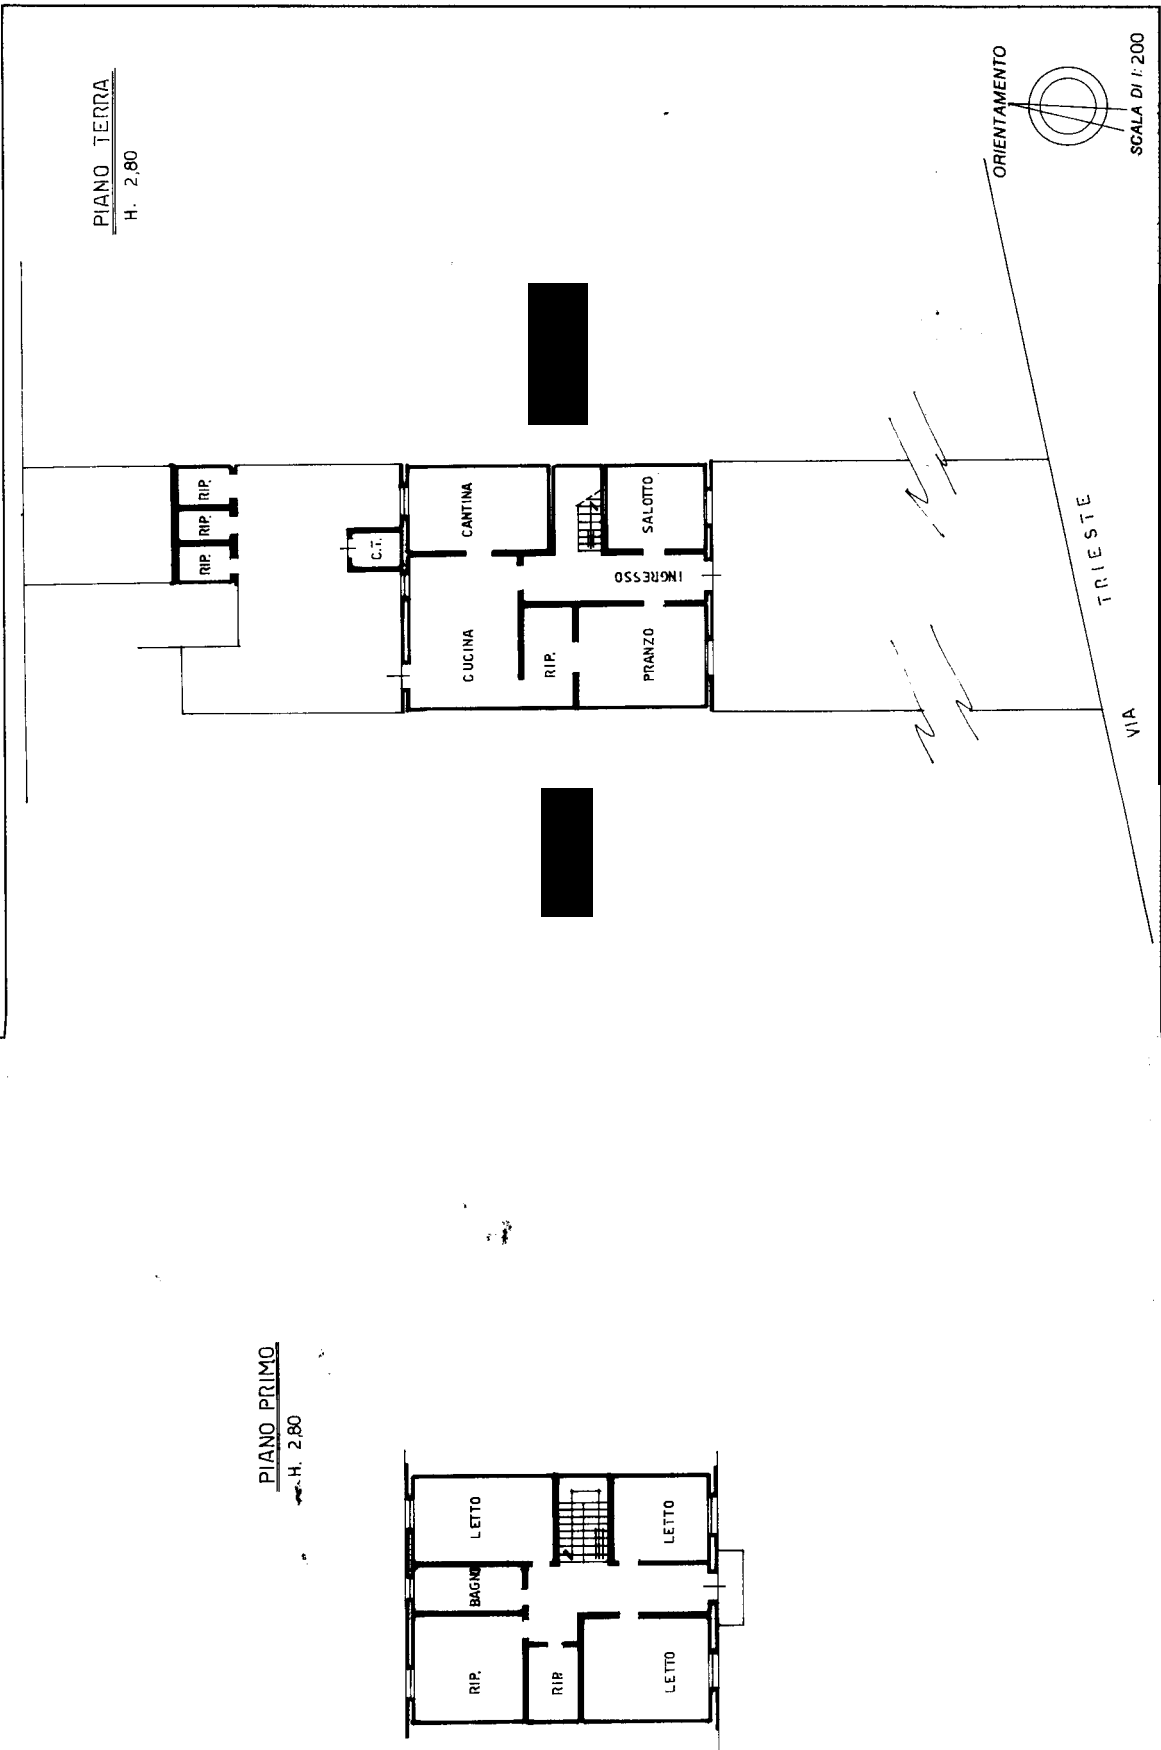 PIANO TERRA
H. 2,80
ORIENTAMENTO
SCALA DI 1:200
RIP.
RIP.
RIP.
C.T.
CANTINA
SALOTTO
INGRESSO
CUCINA
RIP.
PRANZO
VIA TRIESTE
PIANO PRIMO
H. 2,80
LETTO
LETTO
BAGNO
RIP.
RIP.
LETTO